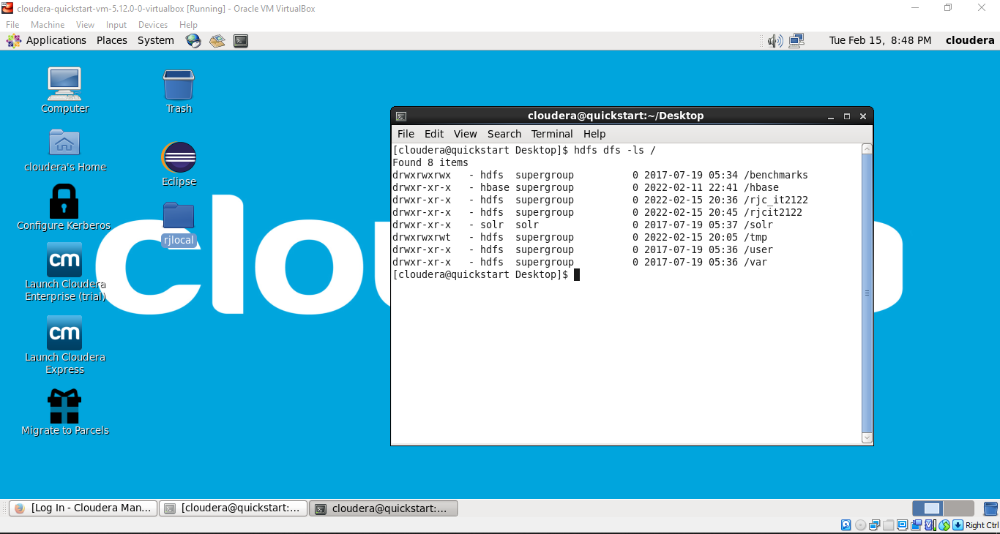 cloudera-quickstart-vm-5.12.0-0-virtualbox [Running] - Oracle VM VirtualBox
File Machine View Input Devices Help
Applications Places System Tue Feb 15, 8:48 PM cloudera
Computer
Trash
cloudera's Home
Eclipse
Configure Kerberos
rjlocal
cm
Launch Cloudera
Enterprise (trial)
cm
Launch Cloudera
Express
Migrate to Parcels
cloudera@quickstart:~/Desktop
File Edit View Search Terminal Help
[cloudera@quickstart Desktop]$ hdfs dfs -ls /
Found 8 items
drwxrwxrwx   - hdfs  supergroup          0 2017-07-19 05:34 /benchmarks
drwxr-xr-x   - hbase supergroup          0 2022-02-11 22:41 /hbase
drwxr-xr-x   - hdfs  supergroup          0 2022-02-15 20:36 /rjc_it2122
drwxr-xr-x   - hdfs  supergroup          0 2022-02-15 20:45 /rjcit2122
drwxr-xr-x   - solr  solr                0 2017-07-19 05:37 /solr
drwxrwxrwt   - hdfs  supergroup          0 2022-02-15 20:05 /tmp
drwxr-xr-x   - hdfs  supergroup          0 2017-07-19 05:36 /user
drwxr-xr-x   - hdfs  supergroup          0 2017-07-19 05:36 /var
[cloudera@quickstart Desktop]$
[Log In - Cloudera Man... [cloudera@quickstart:... cloudera@quickstart:...
Right Ctrl